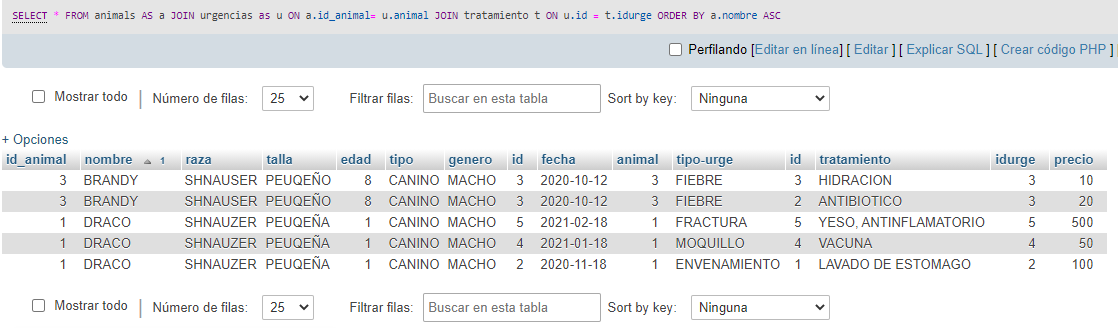 SELECT * FROM animals AS a JOIN urgencias as u ON a.id_animal= u.animal JOIN tratamiento t ON u.id = t.idurge ORDER BY a.nombre ASC
Perfilando [Editar en línea] [ Editar ] [ Explicar SQL ] [ Crear código PHP ]
Mostrar todo Número de filas: 25 Filtrar filas: Buscar en esta tabla Sort by key: Ninguna
+ Opciones
id_animal nombre 1 raza talla edad tipo genero id fecha animal tipo-urge id tratamiento idurge precio
3 BRANDY SHNAUSER PEUQEÑO 8 CANINO MACHO 3 2020-10-12 3 FIEBRE 3 HIDRACION 3 10
3 BRANDY SHNAUSER PEUQEÑO 8 CANINO MACHO 3 2020-10-12 3 FIEBRE 2 ANTIBIOTICO 3 20
1 DRACO SHNAUZER PEUQEÑA 1 CANINO MACHO 5 2021-02-18 1 FRACTURA 5 YESO, ANTINFLAMATORIO 5 500
1 DRACO SHNAUZER PEUQEÑA 1 CANINO MACHO 4 2021-01-18 1 MOQUILLO 4 VACUNA 4 50
1 DRACO SHNAUZER PEUQEÑA 1 CANINO MACHO 2 2020-11-18 1 ENVENAMIENTO 1 LAVADO DE ESTOMAGO 2 100
Mostrar todo Número de filas: 25 Filtrar filas: Buscar en esta tabla Sort by key: Ninguna